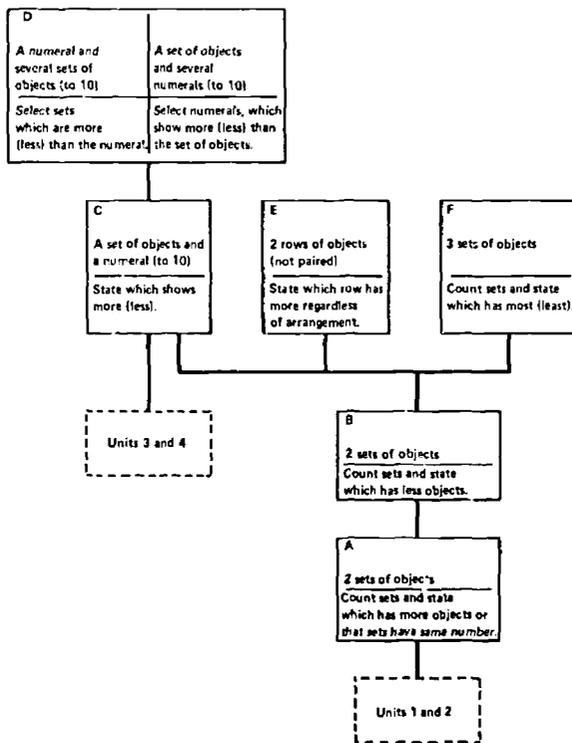 D
A numeral and
several sets of
objects (to 10)
Select sets
which are more
(less) than the numeral.
A set of objects
and several
numerals (to 10)
Select numerals, which
show more (less) than
the set of objects.
C
A set of objects and
a numeral (to 10)
State which shows
more (less).
E
2 rows of objects
(not paired)
State which row has
more regardless
of arrangement.
F
3 sets of objects
Count sets and state
which has most (least).
Units 3 and 4
B
2 sets of objects
Count sets and state
which has less objects.
A
2 sets of objects
Count sets and state
which has more objects or
that sets have same number.
Units 1 and 2